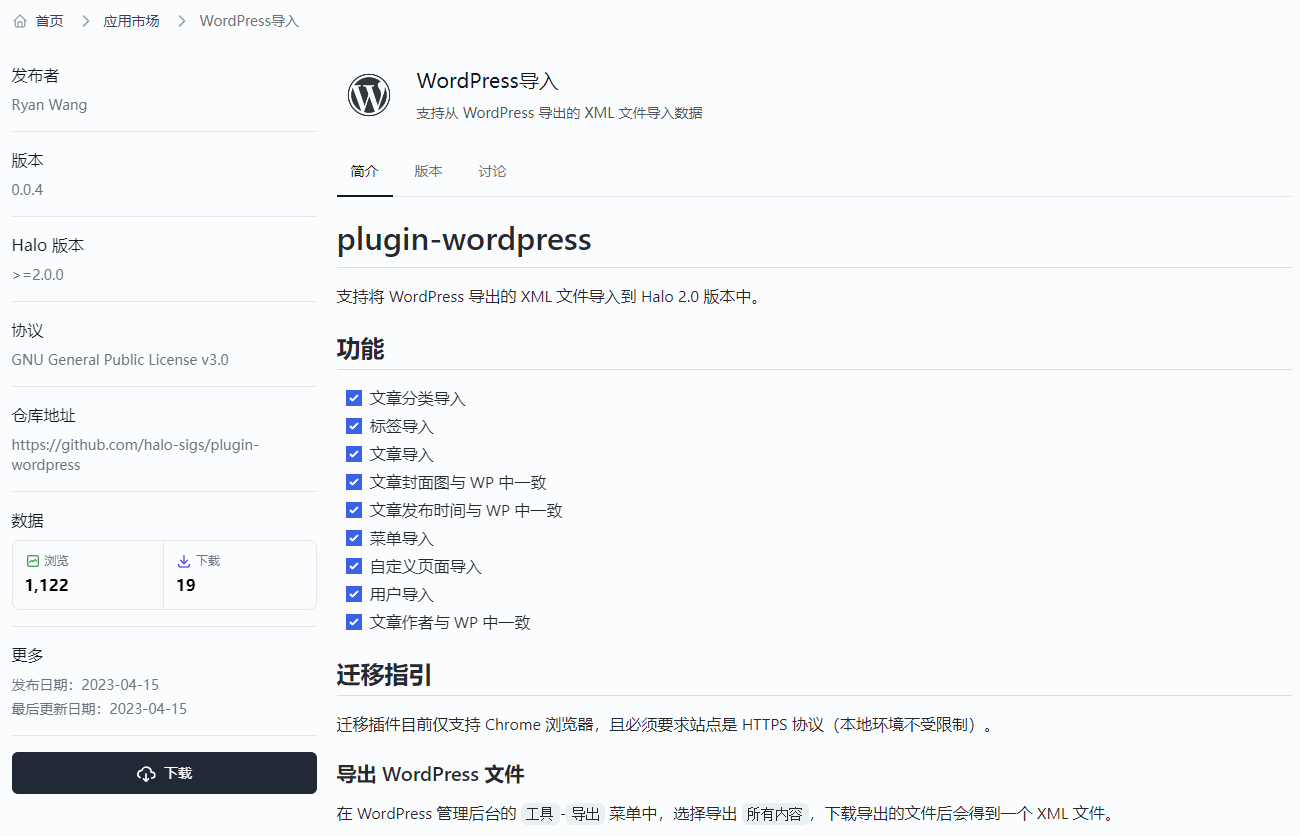 首页 > 应用市场 > WordPress导入
发布者
Ryan Wang
版本
0.0.4
Halo 版本
>=2.0.0
协议
GNU General Public License v3.0
仓库地址
https://github.com/halo-sigs/plugin-
wordpress
数据
浏览 下载
1,122 19
更多
发布日期：2023-04-15
最后更新日期：2023-04-15
下载
WordPress导入
支持从 WordPress 导出的 XML 文件导入数据
简介 版本 讨论
plugin-wordpress
支持将 WordPress 导出的 XML 文件导入到 Halo 2.0 版本中。
功能
文章分类导入
标签导入
文章导入
文章封面图与 WP 中一致
文章发布时间与 WP 中一致
菜单导入
自定义页面导入
用户导入
文章作者与 WP 中一致
迁移指引
迁移插件目前仅支持 Chrome 浏览器，且必须要求站点是 HTTPS 协议（本地环境不受限制）。
导出 WordPress 文件
在 WordPress 管理后台的 工具 - 导出 菜单中，选择导出 所有内容 ，下载导出的文件后会得到一个 XML 文件。